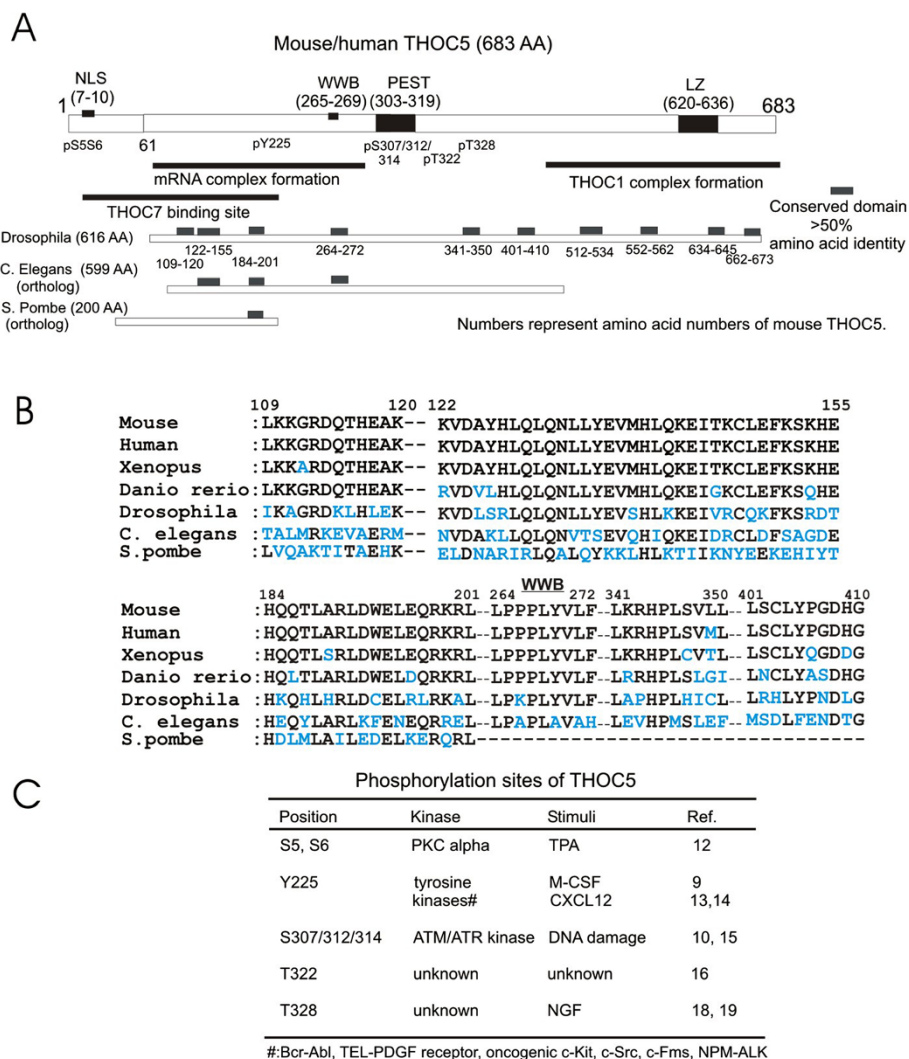 A
Mouse/human THOC5 (683 AA)
NLS
(7-10)
WWB
(265-269)
PEST
(303-319)
LZ
(620-636)
1
683
pS5S6
61
pY225
pS307/312/
314
pT322
pT328
mRNA complex formation
THOC1 complex formation
THOC7 binding site
Conserved domain
>50%
amino acid identity
Drosophila (616 AA)
109-120
122-155
184-201
264-272
341-350
401-410
512-534
552-562
634-645
662-673
C. Elegans (599 AA)
(ortholog)
S. Pombe (200 AA)
(ortholog)
Numbers represent amino acid numbers of mouse THOC5.
B
109 120 122 155
Mouse :LKKGRDQTHEAK-- KVDAYHLQLQNLLYEVMHLQKEITKCLEFKSKHE
Human :LKKGRDQTHEAK-- KVDAYHLQLQNLLYEVMHLQKEITKCLEFKSKHE
Xenopus :LKKARDQTHEAK-- KVDAYHLQLQNLLYEVMHLQKEITKCLEFKSKHE
Danio rerio :LKKGRDQTHEAK-- RVDVLHLQLQNLLYEVMHLQKEIGKCLEFKSQHE
Drosophila :IKAGRDKLHLEK-- KVDLSRLQLQNLLYEVSHLKKEIVRCQKFKSRDT
C. elegans :TALMRKEVAERM-- NVDAKLLQLQNVTSEVQHIQKEIDRCLDFSAGDE
S.pombe :LVQAKTITAEHK-- ELDNARIRLQALQYKKLHLKTIIKNYEEKEHIYT
WWB
184 201 264 272 341 350 401 410
Mouse :HQQTLARLDWELEQRKRL--LPPPPLYVLF--LKRHPLSVLL-- LSCLYPGDHG
Human :HQQTLARLDWELEQRKRL--LPPPPLYVLF--LKRHPLSVML-- LSCLYPGDHG
Xenopus :HQQTLSRLDWELEQRKRL--LPPPPLYVLF--LKRHPLCVTL-- LSCLYPQGDG
Danio rerio :HQLTLARLDWELDQRKRL--LPPPPLYVLF--LRRHPLSLGI-- LNCLYASDHG
Drosophila :HKQHLHRLDCELRLRKAL--LPKPPLYVLF--LAPHPLHICL-- LRHLYPNDLG
C. elegans :HEQYLARLKFENEQRREL--LPAPLAVAH--LEVHPMSLEF-- MSDLFENDTG
S.pombe :HDLMLAILEDELKERQRL----------------------------------
C
Phosphorylation sites of THOC5
Position Kinase Stimuli Ref.
S5, S6 PKC alpha TPA 12
Y225 tyrosine M-CSF 9
kinases# CXCL12 13,14
S307/312/314 ATM/ATR kinase DNA damage 10, 15
T322 unknown unknown 16
T328 unknown NGF 18, 19
#:Bcr-Abl, TEL-PDGF receptor, oncogenic c-Kit, c-Src, c-Fms, NPM-ALK